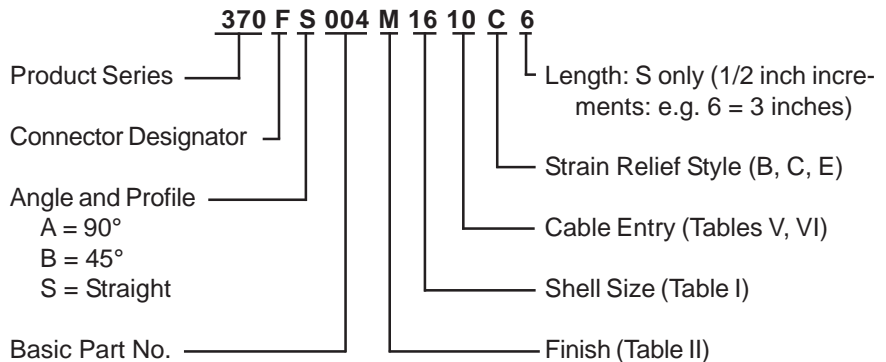 370 F S 004 M 16 10 C 6
Product Series
Connector Designator
Angle and Profile
A = 90°
B = 45°
S = Straight
Basic Part No.
Length: S only (1/2 inch incre-
ments: e.g. 6 = 3 inches)
Strain Relief Style (B, C, E)
Cable Entry (Tables V, VI)
Shell Size (Table I)
Finish (Table II)